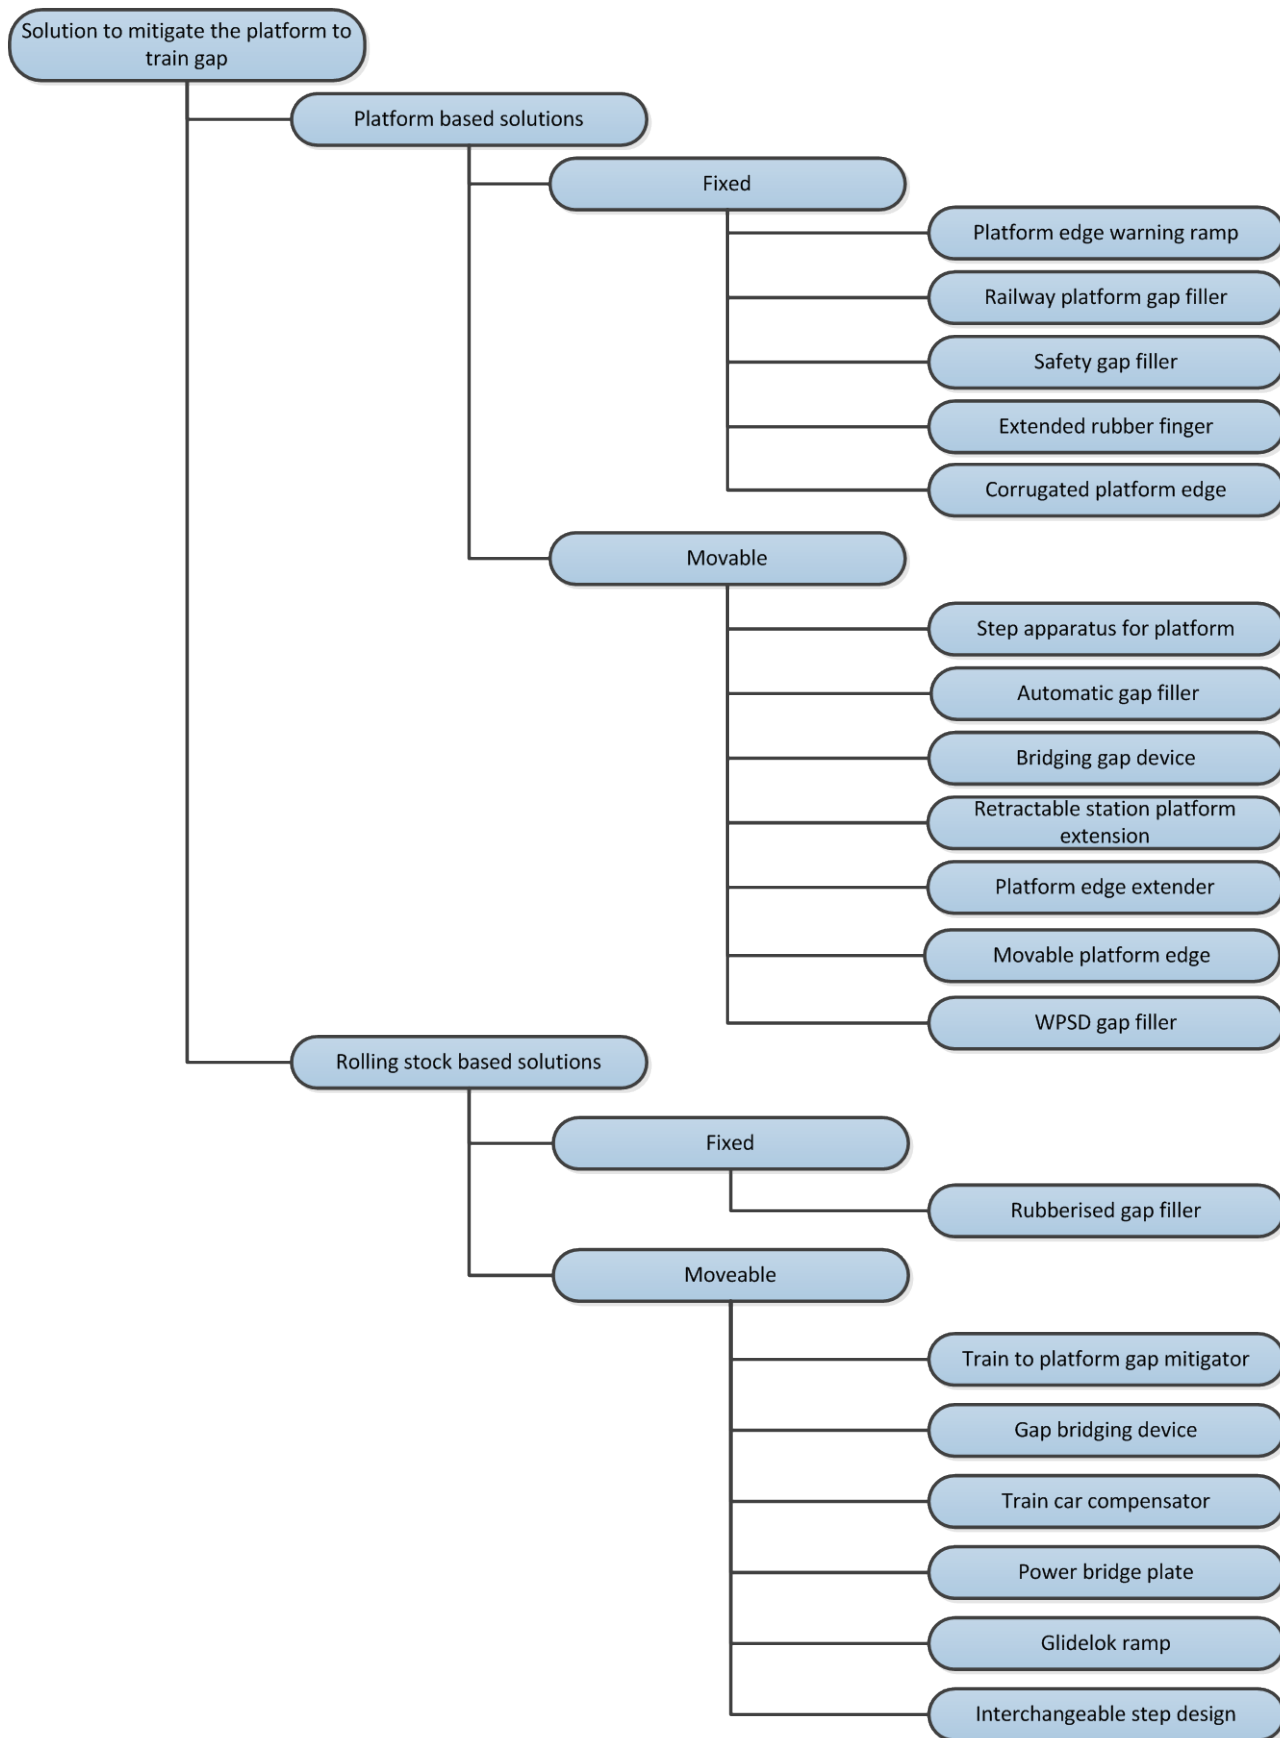 Solution to mitigate the platform to
train gap
Platform based solutions
Fixed
Platform edge warning ramp
Railway platform gap filler
Safety gap filler
Extended rubber finger
Corrugated platform edge
Movable
Step apparatus for platform
Automatic gap filler
Bridging gap device
Retractable station platform
extension
Platform edge extender
Movable platform edge
WPSD gap filler
Rolling stock based solutions
Fixed
Rubberised gap filler
Moveable
Train to platform gap mitigator
Gap bridging device
Train car compensator
Power bridge plate
Glidelok ramp
Interchangeable step design